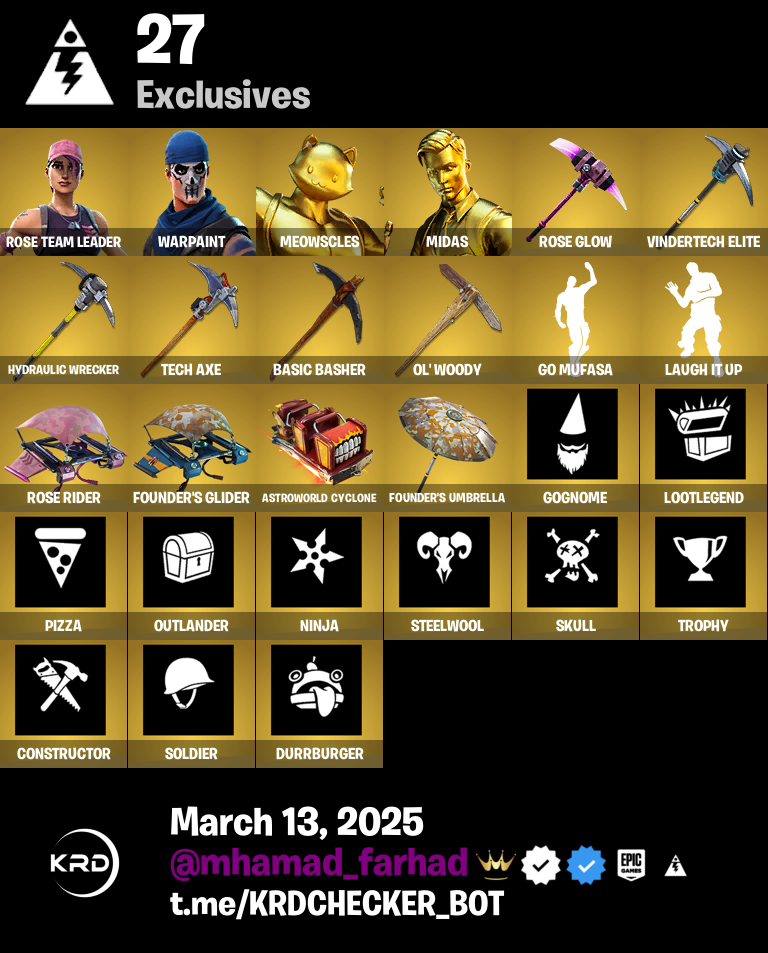 27
Exclusives
ROSE TEAM LEADER
WARPAINT
MEOWSCLES
MIDAS
ROSE GLOW
VINDERTECH ELITE
HYDRAULIC WRECKER
TECH AXE
BASIC BASHER
OL' WOODY
GO MUFASA
LAUGH IT UP
ROSE RIDER
FOUNDER'S GLIDER
ASTROWORLD CYCLONE
FOUNDER'S UMBRELLA
GOGNOME
LOOTLEGEND
PIZZA
OUTLANDER
NINJA
STEELWOOL
SKULL
TROPHY
CONSTRUCTOR
SOLDIER
DURRBURGER
March 13, 2025
KRD
@mhamad_farhad
EPIC
GAMES
t.me/KRDCHECKER_BOT